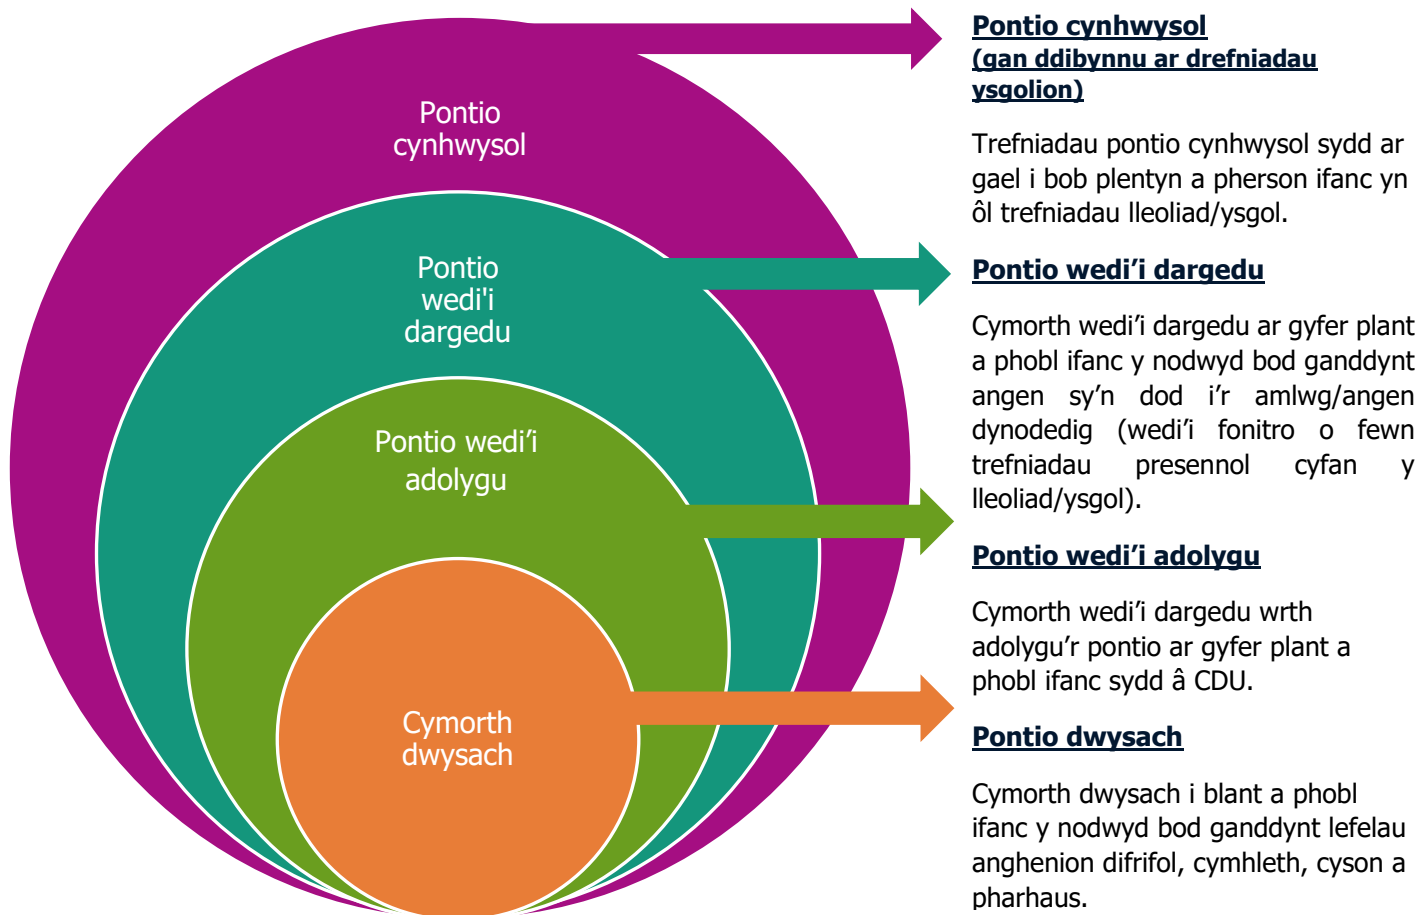 Pontio
cynhwysol
Pontio
wedi'i
dargedu
Pontio wedi’i
adolygu
Cymorth
dwysach
Pontio cynhwysol
(gan ddibynnu ar drefniadau
ysgolion)
Trefniadau pontio cynhwysol sydd ar
gael i bob plentyn a pherson ifanc yn
ôl trefniadau lleoliad/ysgol.
Pontio wedi’i dargedu
Cymorth wedi’i dargedu ar gyfer plant
a phobl ifanc y nodwyd bod ganddynt
angen sy’n dod i’r amlwg/angen
dynodedig (wedi’i fonitro o fewn
trefniadau presennol cyfan y
lleoliad/ysgol).
Pontio wedi’i adolygu
Cymorth wedi’i dargedu wrth
adolygu’r pontio ar gyfer plant a
phobl ifanc sydd â CDU.
Pontio dwysach
Cymorth dwysach i blant a phobl
ifanc y nodwyd bod ganddynt lefelau
anghenion difrifol, cymhleth, cyson a
pharhaus.